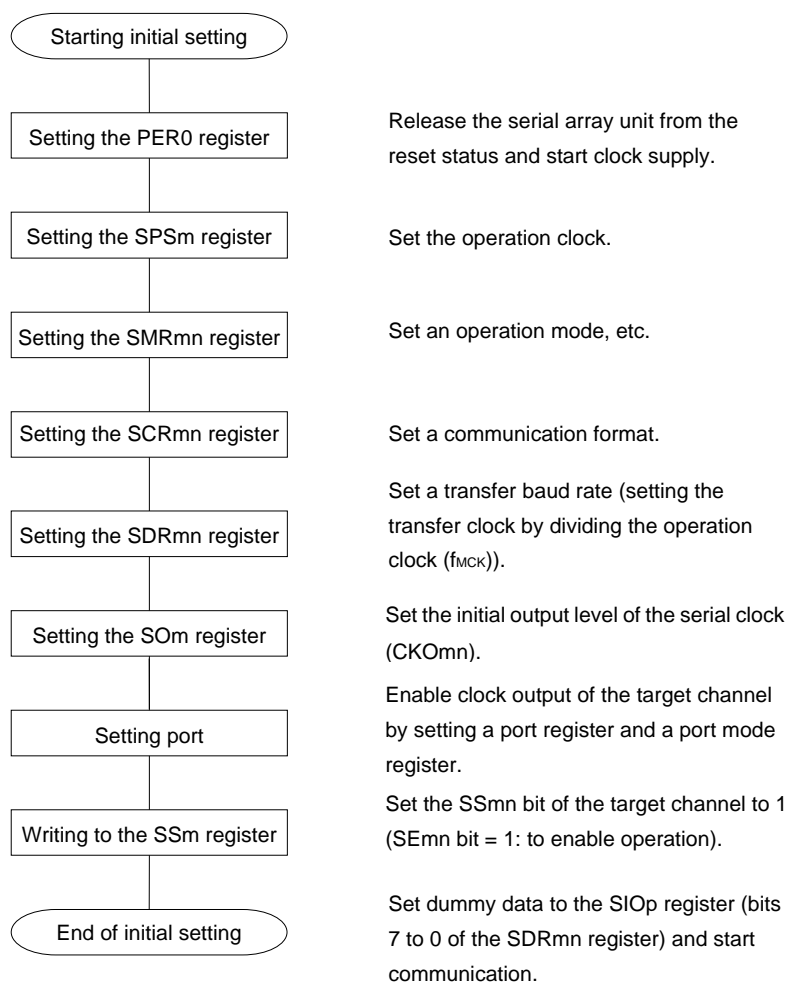 Starting initial setting
Setting the PER0 register
Release the serial array unit from the
reset status and start clock supply.
Setting the SPSm register
Set the operation clock.
Setting the SMRmn register
Set an operation mode, etc.
Setting the SCRmn register
Set a communication format.
Setting the SDRmn register
Set a transfer baud rate (setting the
transfer clock by dividing the operation
clock (fMCK)).
Setting the SOm register
Set the initial output level of the serial clock
(CKOmn).
Setting port
Enable clock output of the target channel
by setting a port register and a port mode
register.
Writing to the SSm register
Set the SSmn bit of the target channel to 1
(SEmn bit = 1: to enable operation).
End of initial setting
Set dummy data to the SIOp register (bits
7 to 0 of the SDRmn register) and start
communication.